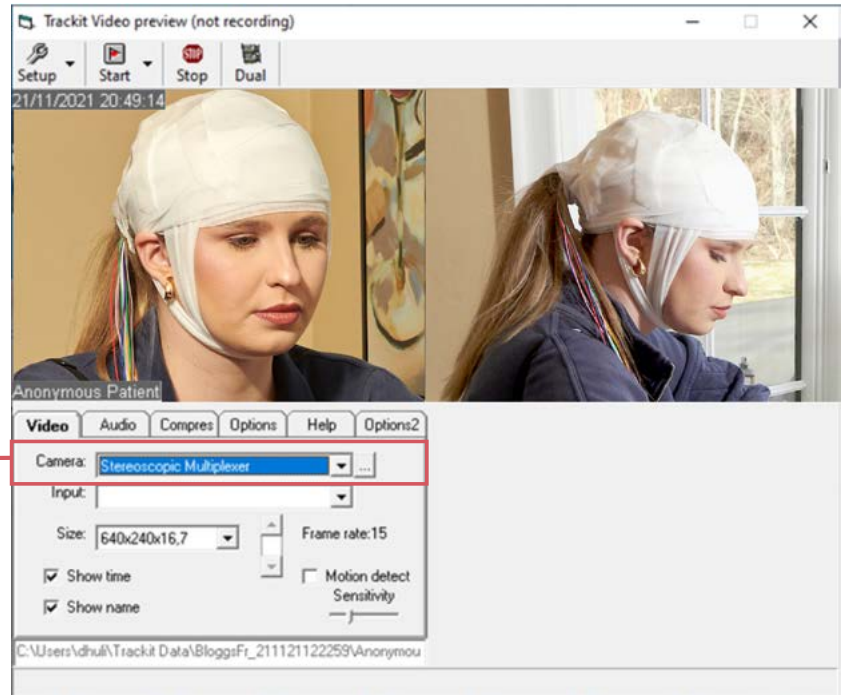 Trackit Video preview (not recording)
Setup Start Stop Dual
21/11/2021 20:49:14
Anonymous Patient
Video Audio Compres Options Help Options2
Camera: Stereoscopic Multiplexer ...
Input:
Size: 640x240x16,7 Frame rate:15
Show time Motion detect
Sensitivity
Show name
C:\Users\dhuli\Trackit Data\BloggsFr_211121122259\Anonymou